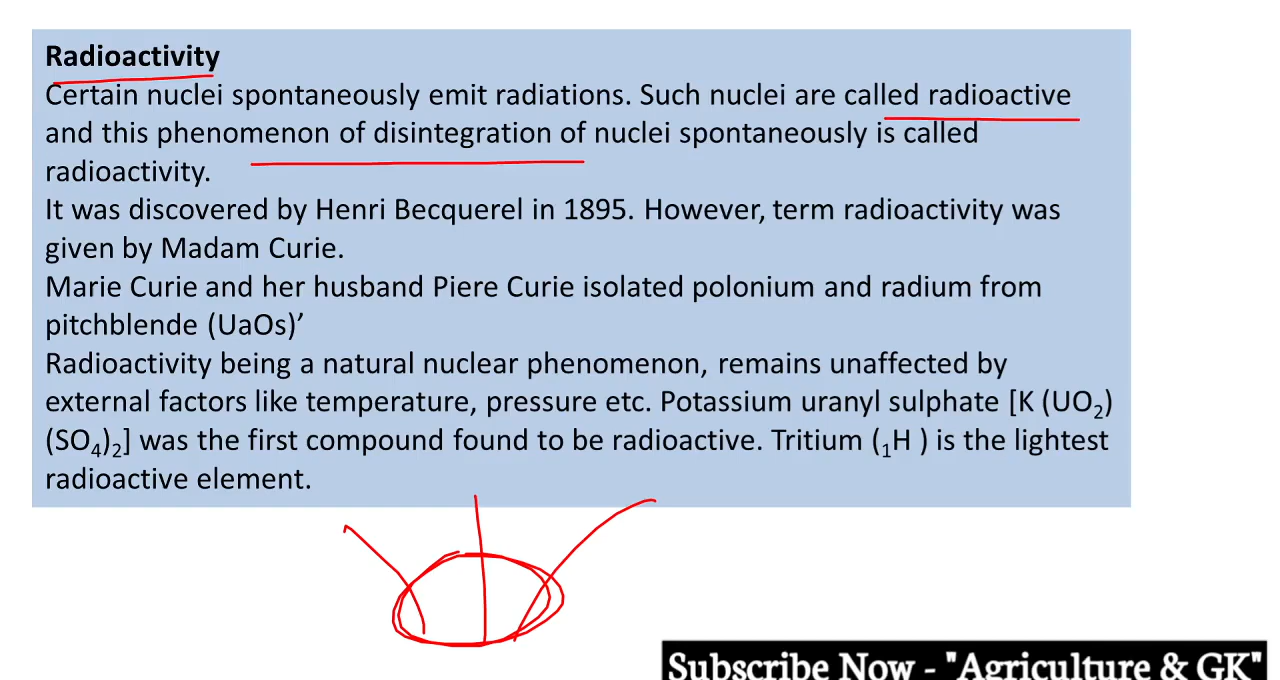 Radioactivity
Certain nuclei spontaneously emit radiations. Such nuclei are called radioactive
and this phenomenon of disintegration of nuclei spontaneously is called
radioactivity.
It was discovered by Henri Becquerel in 1895. However, term radioactivity was
given by Madam Curie.
Marie Curie and her husband Piere Curie isolated polonium and radium from
pitchblende (UaOs)’
Radioactivity being a natural nuclear phenomenon, remains unaffected by
external factors like temperature, pressure etc. Potassium uranyl sulphate [K (UO₂)
(SO₄)₂] was the first compound found to be radioactive. Tritium (₁H ) is the lightest
radioactive element.
Subscribe Now - "Agriculture & GK"